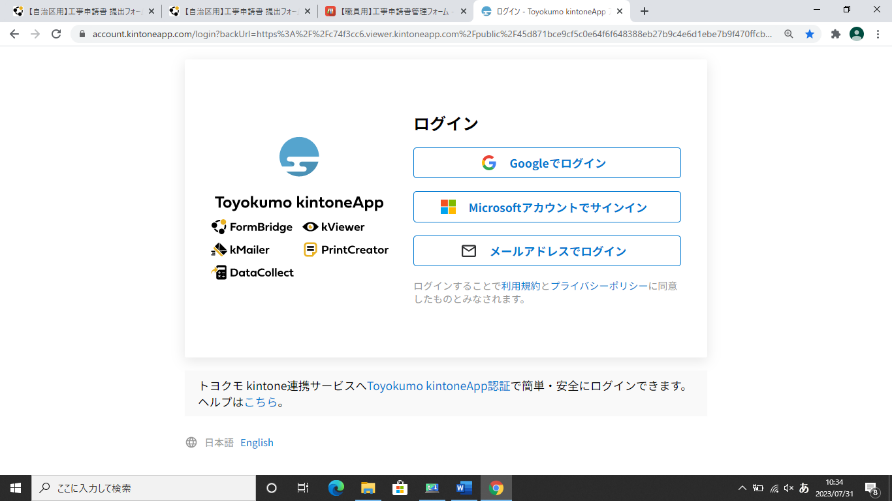 【自治区用】工事申請書 提出フォー
【自治区用】工事申請書 提出フォー
【職員用】工事申請書管理フォーム -
ログイン - Toyokumo kintoneApp
account.kintoneapp.com/login?backUrl=https%3A%2F%2Fc74f3cc6.viewer.kintoneapp.com%2Fpublic%2F45d871bce9cf5c0e64f6f648388eb27b9c4e6d1ebe7b9f470ffcb...
ログイン
Googleでログイン
Toyokumo kintoneApp
Microsoftアカウントでサインイン
FormBridge
kViewer
kMailer
PrintCreator
メールアドレスでログイン
DataCollect
ログインすることで利用規約とプライバシーポリシーに同意
したものとみなされます。
トヨクモ kintone連携サービスへToyokumo kintoneApp認証で簡単・安全にログインできます。
ヘルプはこちら。
日本語 English
ここに入力して検索
あ
10:34
2023/07/31
8